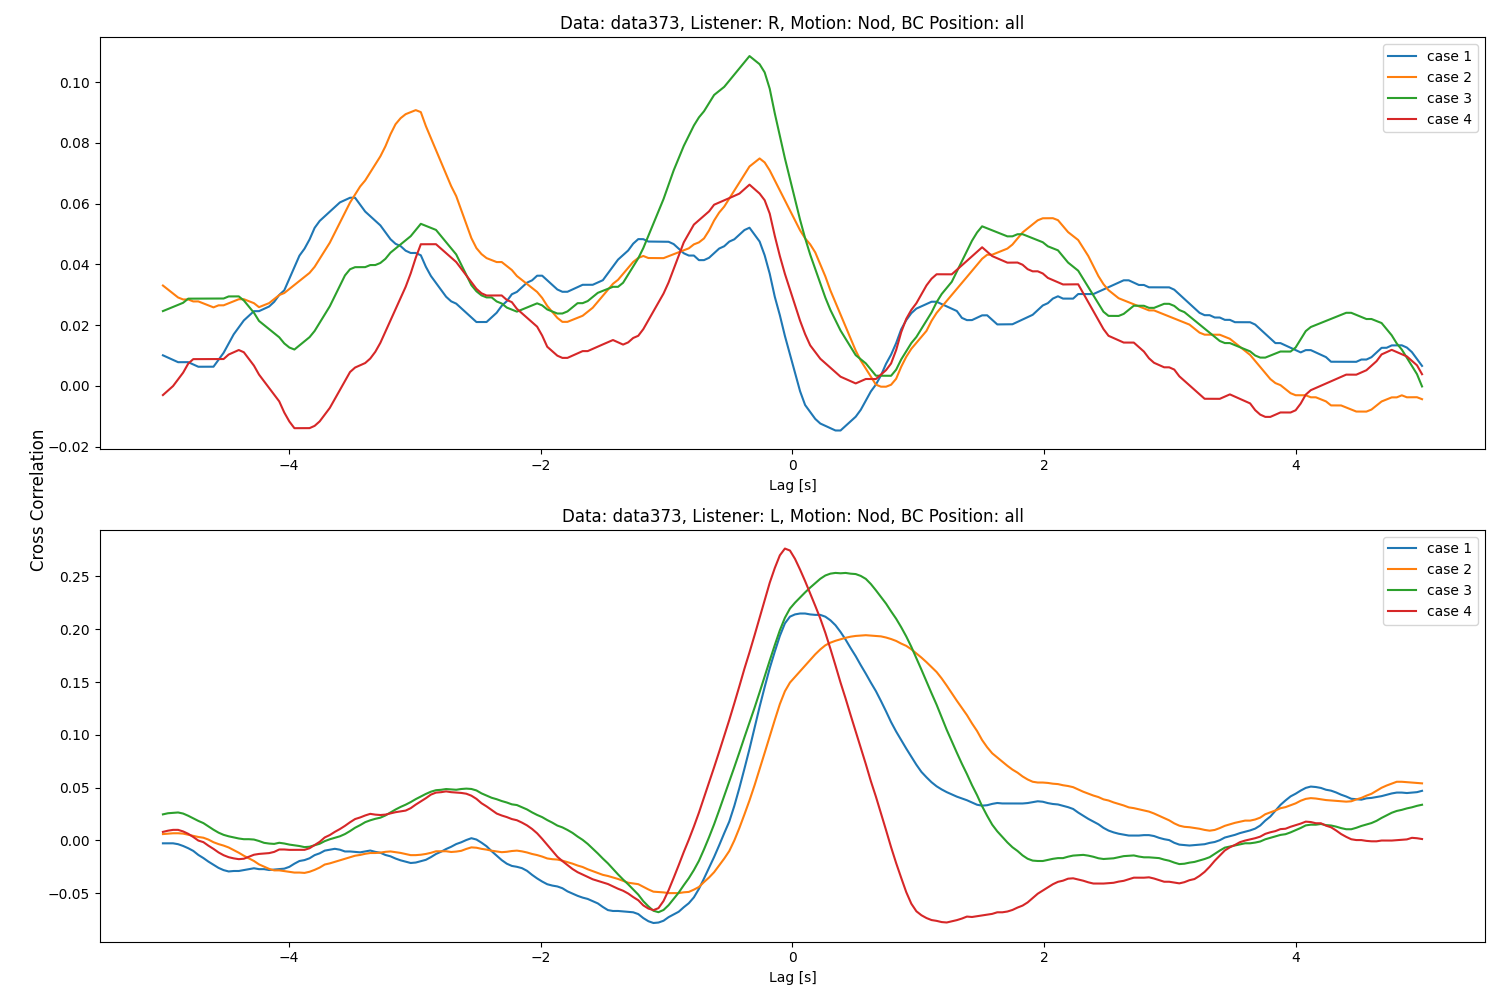 Data: data373, Listener: R, Motion: Nod, BC Position: all
case 1
case 2
case 3
case 4
0.10
0.08
0.06
0.04
0.02
0.00
−0.02
−4
−2
0
2
4
Lag [s]
Cross Correlation
Data: data373, Listener: L, Motion: Nod, BC Position: all
case 1
case 2
case 3
case 4
0.25
0.20
0.15
0.10
0.05
0.00
−0.05
−4
−2
0
2
4
Lag [s]